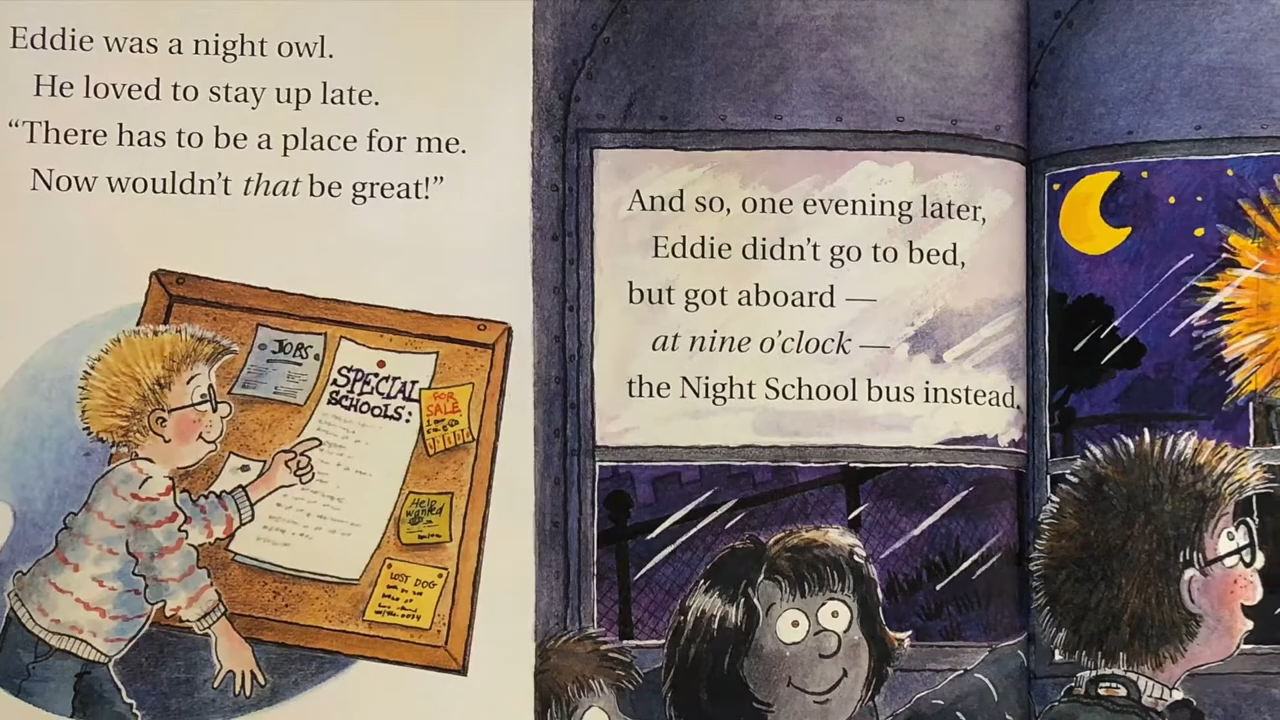 Eddie was a night owl.
He loved to stay up late.
“There has to be a place for me.
Now wouldn’t that be great!”
JOBS
SPECIAL
SCHOOLS:
FOR
SALE
Help
wanted
LOST DOG
And so, one evening later,
Eddie didn’t go to bed,
but got aboard —
at nine o’clock —
the Night School bus instead.